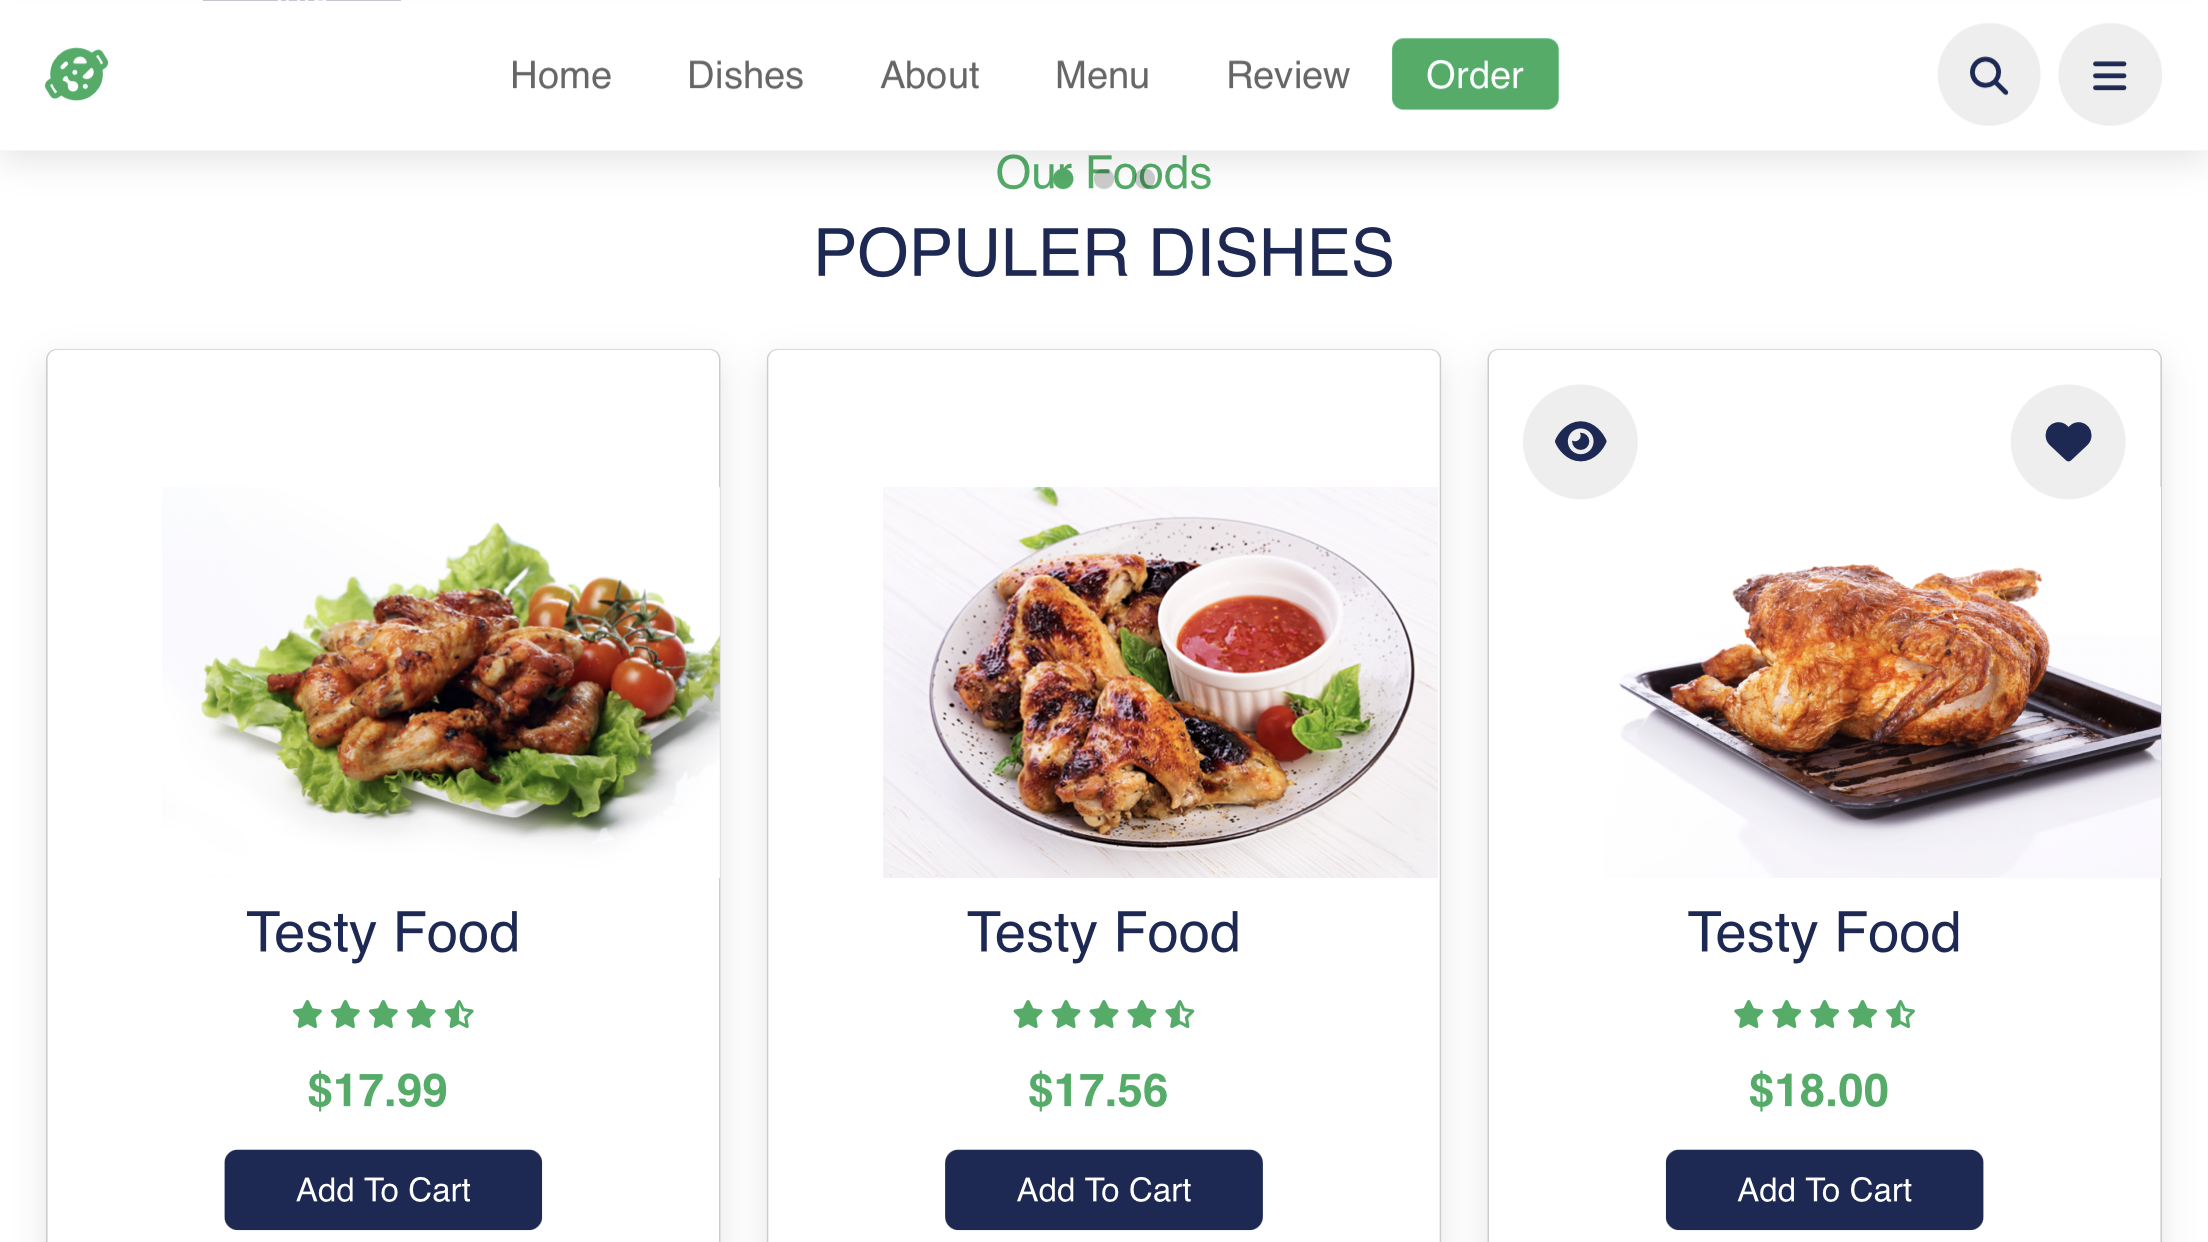 Home Dishes About Menu Review Order
Our Foods
POPULER DISHES
Testy Food Testy Food Testy Food
$17.99 $17.56 $18.00
Add To Cart Add To Cart Add To Cart